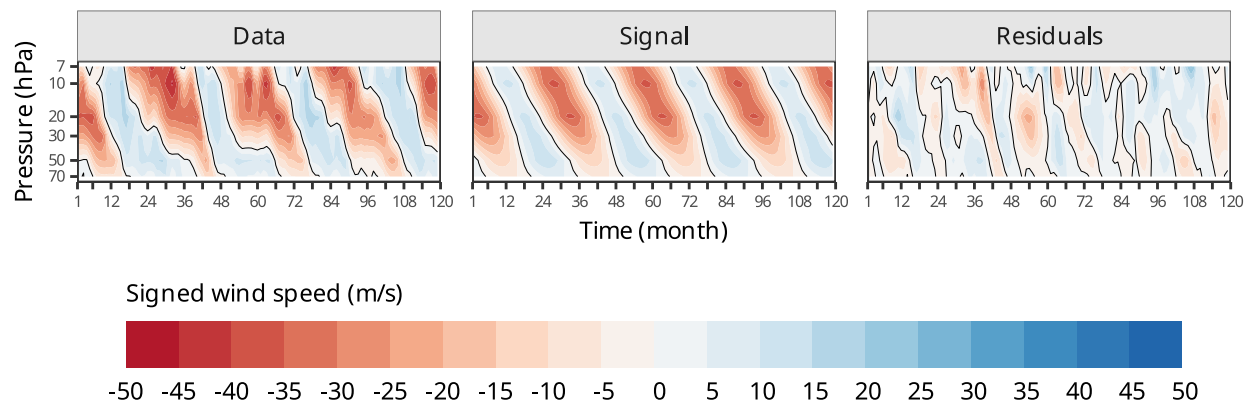 Data
Signal
Residuals
Pressure (hPa)
7
10
20
30
50
70
1 12 24 36 48 60 72 84 96 108 120
1 12 24 36 48 60 72 84 96 108 120
1 12 24 36 48 60 72 84 96 108 120
Time (month)
Signed wind speed (m/s)
-50 -45 -40 -35 -30 -25 -20 -15 -10 -5 0 5 10 15 20 25 30 35 40 45 50